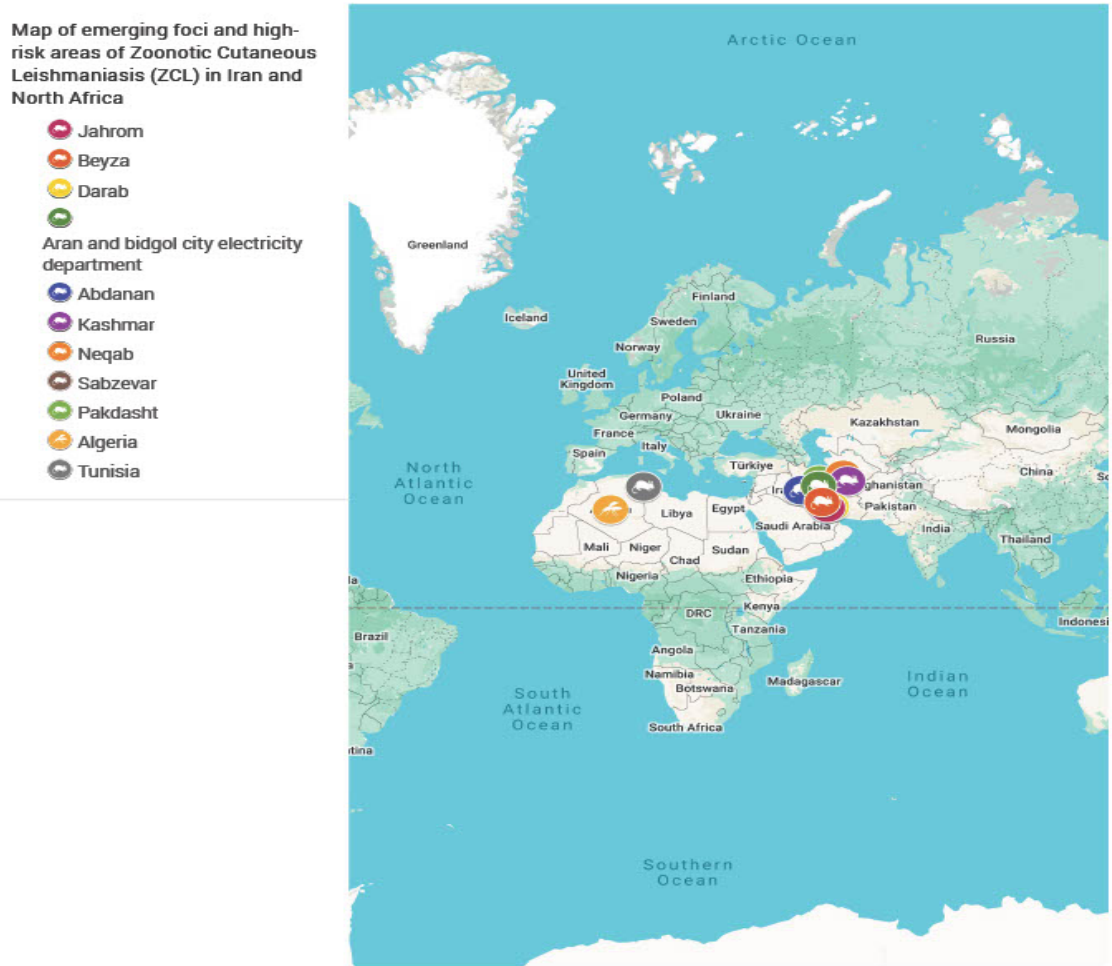 Map of emerging foci and high-
risk areas of Zoonotic Cutaneous
Leishmaniasis (ZCL) in Iran and
North Africa
Jahrom
Beyza
Darab
Aran and bidgol city electricity
department
Abdanan
Kashmar
Neqab
Sabzevar
Pakdasht
Algeria
Tunisia
Arctic Ocean
Greenland
Iceland
Finland
Sweden
Norway
Russia
United
Kingdom
Poland
Germany
Ukraine
France
Kazakhstan
Mongolia
Italy
Spain
Türkiye
China
North
Atlantic
Ocean
Ira
ghanistan
Pakistan
Libya
Egypt
Saudi Arabia
India
Thailand
Mali
Niger
Chad
Sudan
Nigeria
Ethiopia
DRC
Kenya
Tanzania
Indonesi
Brazil
Angola
Namibia
Botswana
Madagascar
South Africa
South
Atlantic
Ocean
Indian
Ocean
ntina
Southern
Ocean